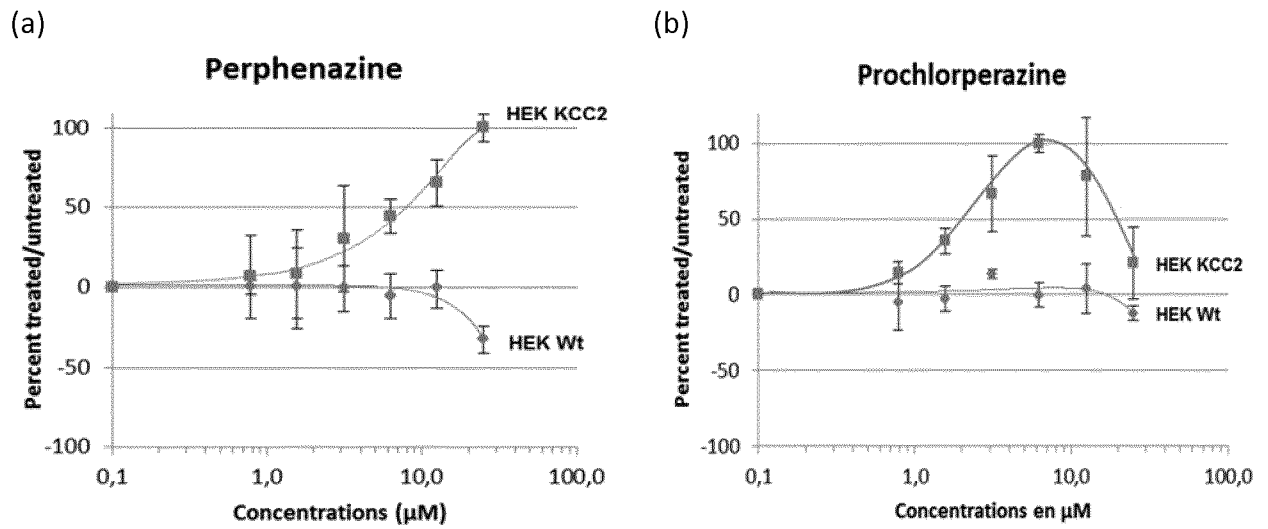 (a)
Perphenazine
Percent treated/untreated
100
50
0
-50
-100
HEK KCC2
HEK Wt
0,1
1,0
10,0
100,0
Concentrations (µM)
(b)
Prochlorperazine
Percent treated/untreated
100
50
0
-50
-100
HEK KCC2
HEK Wt
0,1
1,0
10,0
100,0
Concentrations en µM